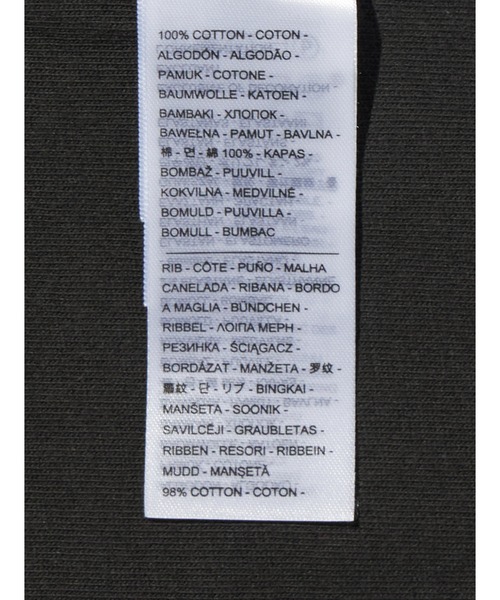 100% COTTON - COTON -
ALGODÓN - ALGODÃO -
PAMUK - COTONE -
BAUMWOLLE - KATOEN -
ΒΑΜΒΑΚΙ - ХЛОПОК -
BAWEŁNA - PAMUT - BAVLNA -
棉 - 면 - 綿 100% - KAPAS -
BOMBAŽ - PUUVILL -
KOKVILNA - MEDVILNĖ -
BOMULD - PUUVILLA -
BOMULL - BUMBAC
RIB - CÔTE - PUÑO - MALHA
CANELADA - RIBANA - BORDO
A MAGLIA - BÜNDCHEN -
RIBBEL - ΛΟΙΠΑ ΜΕΡΗ -
РЕЗИНКА - ŚCIĄGACZ -
BORDÁZAT - MANŽETA - 罗纹 -
羅紋 - 단 - リブ - BINGKAI -
MANŠETA - SOONIK -
SAVILCĒJI - GRAUBLETAS -
RIBBEN - RESORI - RIBBEIN -
MUDD - MANȘETĂ
98% COTTON - COTON -